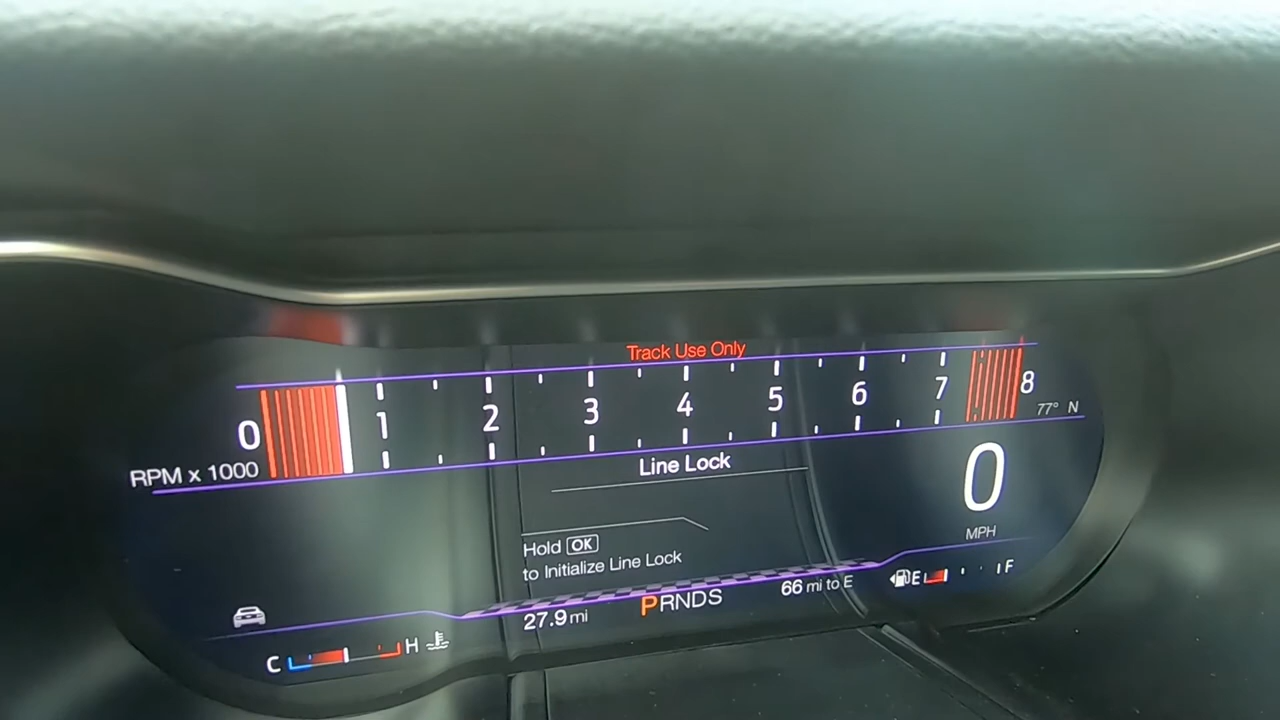 Track Use Only
0 1 2 3 4 5 6 7 8
RPM x 1000
77° N
Line Lock
0
MPH
Hold OK
to Initialize Line Lock
27.9 mi
PRNDS
66 mi to E
E F
C H